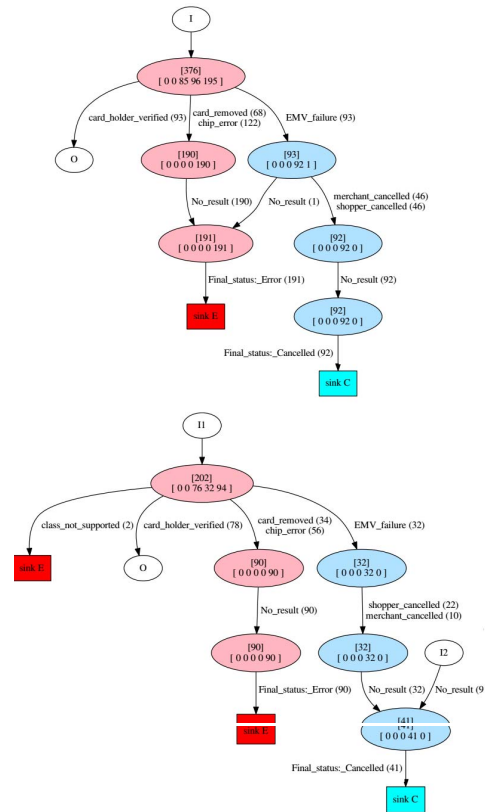 I
[376]
[ 0 0 85 96 195 ]
card_holder_verified (93)
card_removed (68)
chip_error (122)
EMV_failure (93)
O
[190]
[ 0 0 0 0 190 ]
[93]
[ 0 0 0 92 1 ]
No_result (190)
No_result (1)
merchant_cancelled (46)
shopper_cancelled (46)
[191]
[ 0 0 0 0 191 ]
[92]
[ 0 0 0 92 0 ]
Final_status:_Error (191)
No_result (92)
sink E
[92]
[ 0 0 0 92 0 ]
Final_status:_Cancelled (92)
sink C
I1
[202]
[ 0 0 76 32 94 ]
class_not_supported (2)
card_holder_verified (78)
card_removed (34)
chip_error (56)
EMV_failure (32)
sink E
O
[90]
[ 0 0 0 0 90 ]
[32]
[ 0 0 0 32 0 ]
No_result (90)
shopper_cancelled (22)
merchant_cancelled (10)
[90]
[ 0 0 0 0 90 ]
[32]
[ 0 0 0 32 0 ]
I2
Final_status:_Error (90)
No_result (32)
No_result (9
sink E
[41]
[ 0 0 0 41 0 ]
Final_status:_Cancelled (41)
sink C